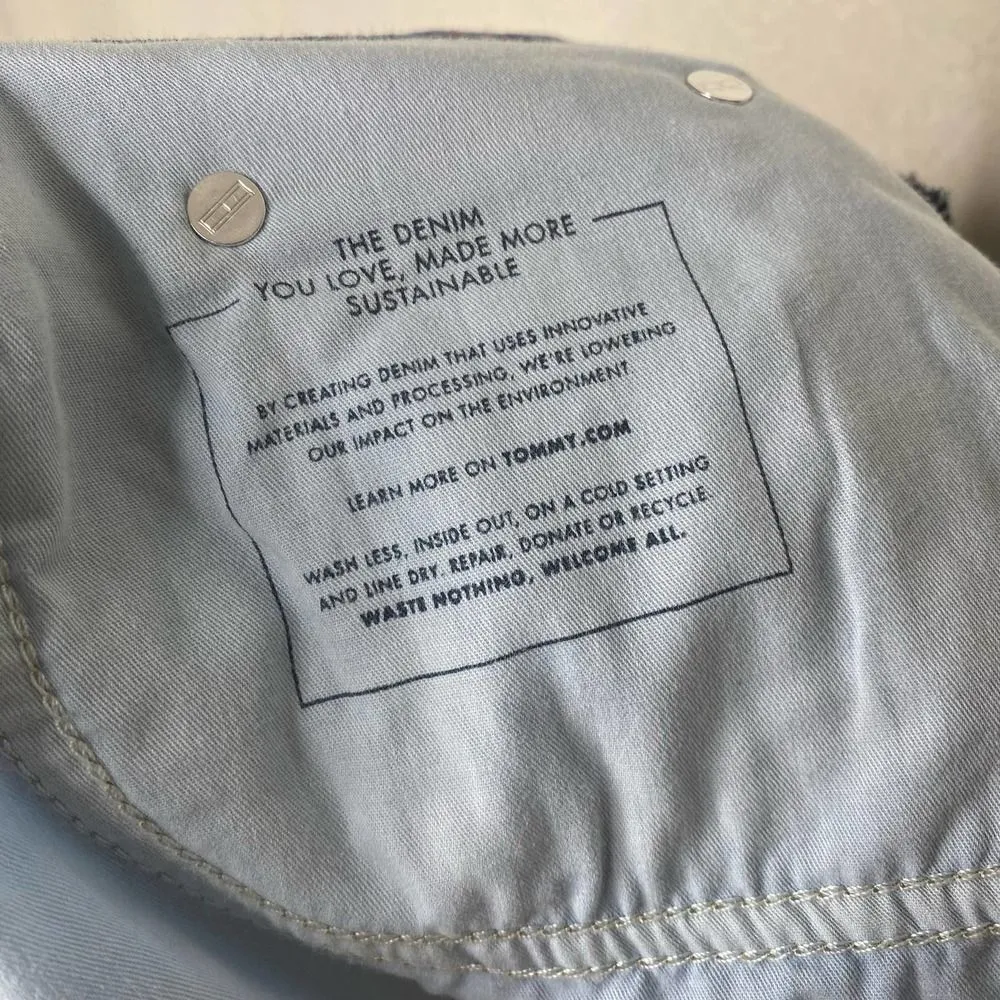 THE DENIM
YOU LOVE, MADE MORE
SUSTAINABLE
BY CREATING DENIM THAT USES INNOVATIVE
MATERIALS AND PROCESSING, WE'RE LOWERING
OUR IMPACT ON THE ENVIRONMENT
LEARN MORE ON TOMMY.COM
WASH LESS, INSIDE OUT, ON A COLD SETTING
AND LINE DRY. REPAIR, DONATE OR RECYCLE.
WASTE NOTHING, WELCOME ALL.